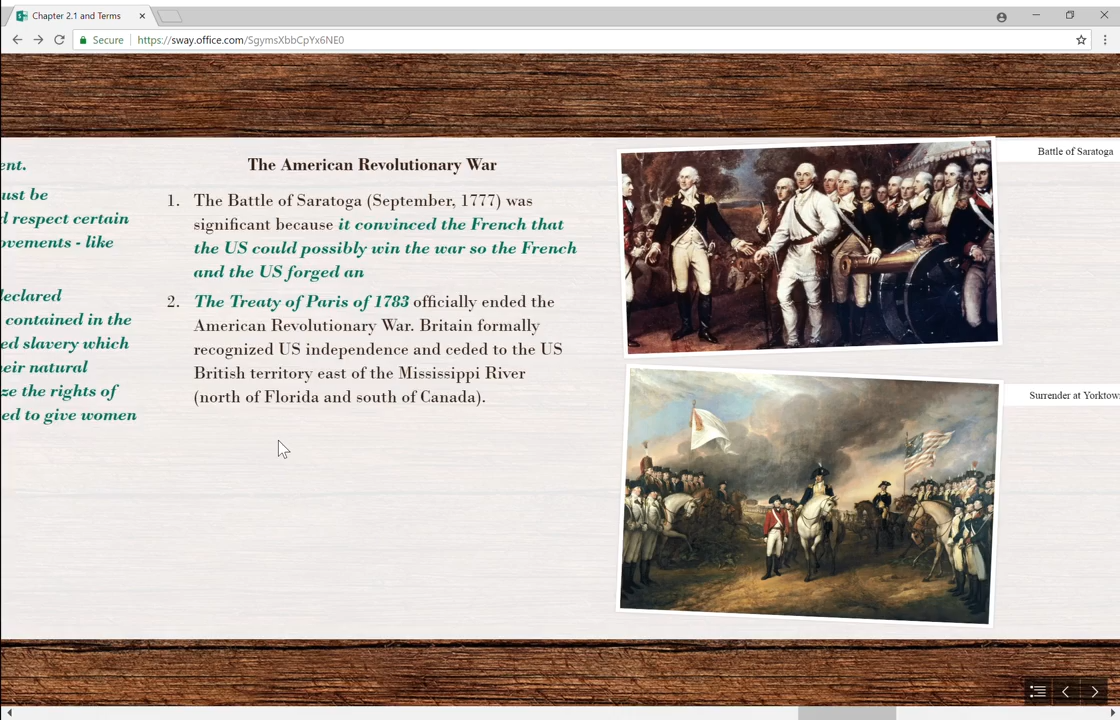 Chapter 2.1 and Terms
Secure https://sway.office.com/SgymsXbbCpYx6NE0
ent.
ust be
d respect certain
ovements - like
declared
contained in the
ed slavery which
heir natural
ze the rights of
ed to give women
The American Revolutionary War
1. The Battle of Saratoga (September, 1777) was
significant because it convinced the French that
the US could possibly win the war so the French
and the US forged an
2. The Treaty of Paris of 1783 officially ended the
American Revolutionary War. Britain formally
recognized US independence and ceded to the US
British territory east of the Mississippi River
(north of Florida and south of Canada).
Battle of Saratoga
Surrender at Yorktow